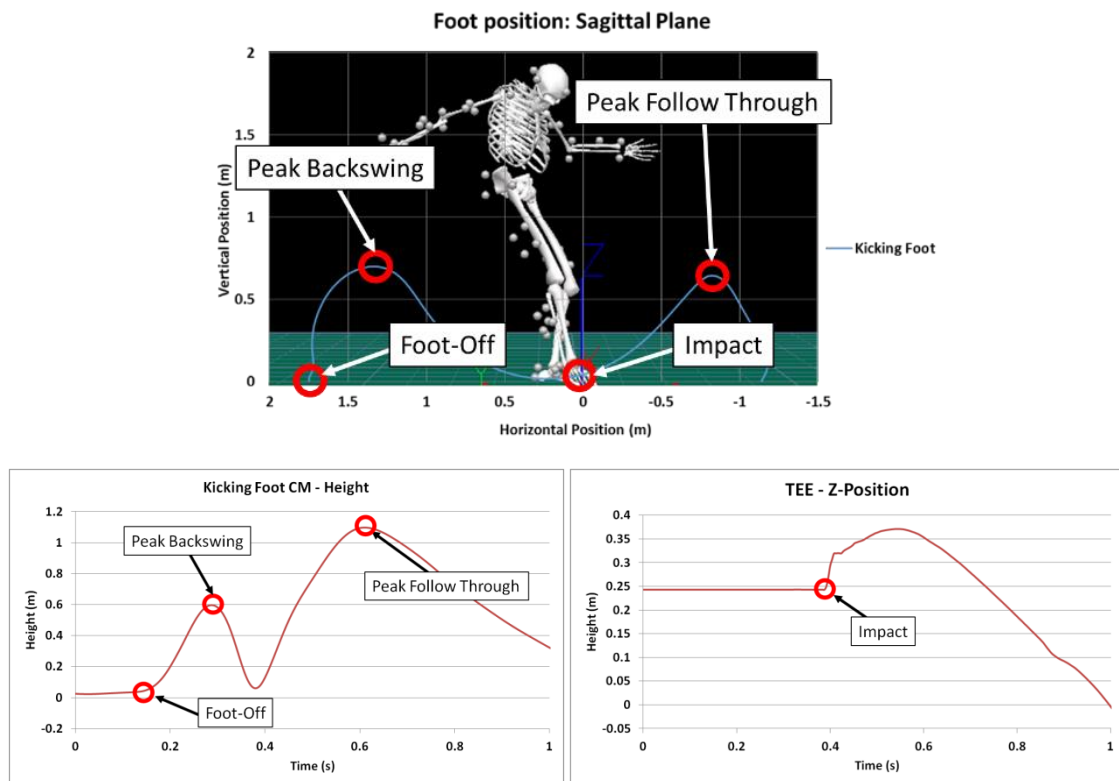 Foot position: Sagittal Plane
2
1.5
1
0.5
0
Vertical Position (m)
Peak Follow Through
Peak Backswing
Foot-Off
Impact
Z
Y
Kicking Foot
2 1.5 1 0.5 0 -0.5 -1 -1.5
Horizontal Position (m)
Kicking Foot CM - Height
1.2
1
0.8
0.6
0.4
0.2
0
-0.2
Height (m)
Peak Backswing
Peak Follow Through
Foot-Off
0 0.2 0.4 0.6 0.8 1
Time (s)
TEE - Z-Position
0.4
0.35
0.3
0.25
0.2
0.15
0.1
0.05
0
-0.05
Height (m)
Impact
0 0.2 0.4 0.6 0.8 1
Time (s)